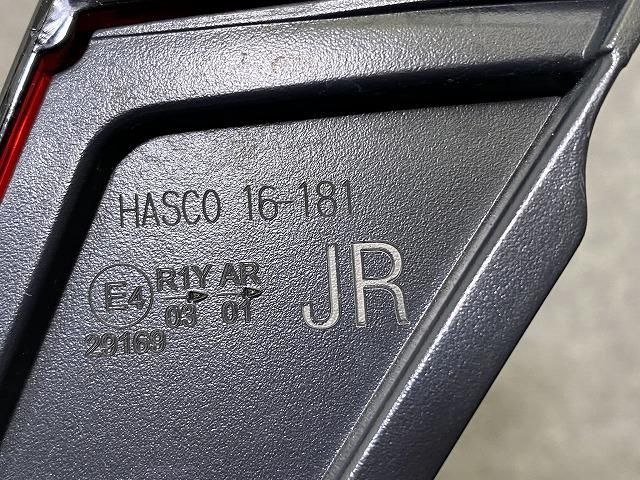 HASCO 16-181
E4 R1Y AR JR
03 01
29169